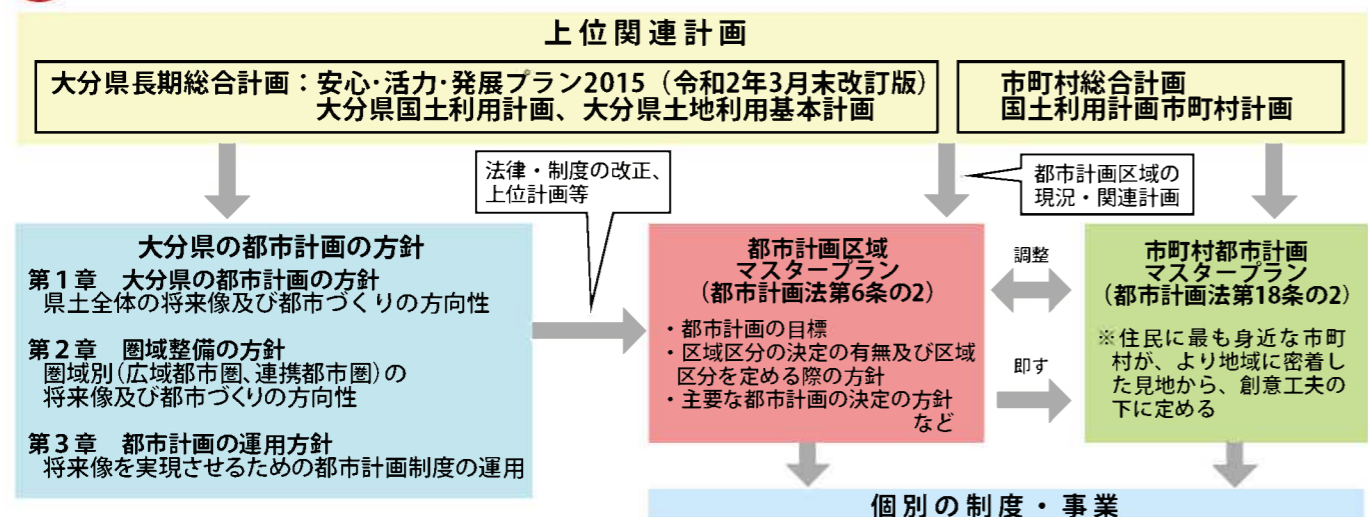 上位関連計画
大分県長期総合計画：安心・活力・発展プラン2015（令和2年3月末改訂版）
大分県国土利用計画、大分県土地利用基本計画
市町村総合計画
国土利用計画市町村計画
法律・制度の改正、
上位計画等
都市計画区域の
現況・関連計画
大分県の都市計画の方針
第1章 大分県の都市計画の方針
県土全体の将来像及び都市づくりの方向性
第2章 圏域整備の方針
圏域別（広域都市圏、連携都市圏）の
将来像及び都市づくりの方向性
第3章 都市計画の運用方針
将来像を実現させるための都市計画制度の運用
都市計画区域
マスタープラン
（都市計画法第6条の2）
・都市計画の目標
・区域区分の決定の有無及び区域
区分を定める際の方針
・主要な都市計画の決定の方針
など
調整
即す
市町村都市計画
マスタープラン
（都市計画法第18条の2）
※住民に最も身近な市町
村が、より地域に密着し
た見地から、創意工夫の
下に定める
個別の制度・事業